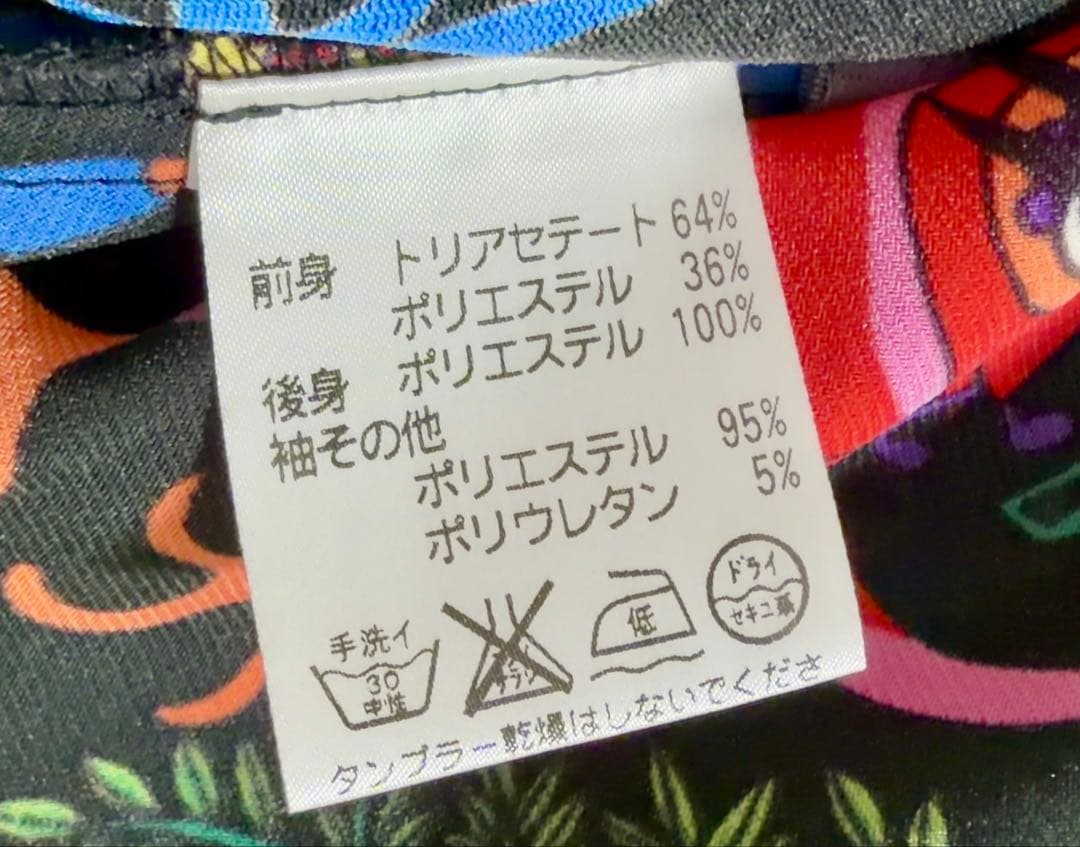 前身 トリアセテート 64%
ポリエステル 36%
後身 ポリエステル 100%
袖その他
ポリエステル 95%
ポリウレタン 5%
手洗イ
30
中性
低
ドライ
セキユ系
タンブラー乾燥はしないでくださ